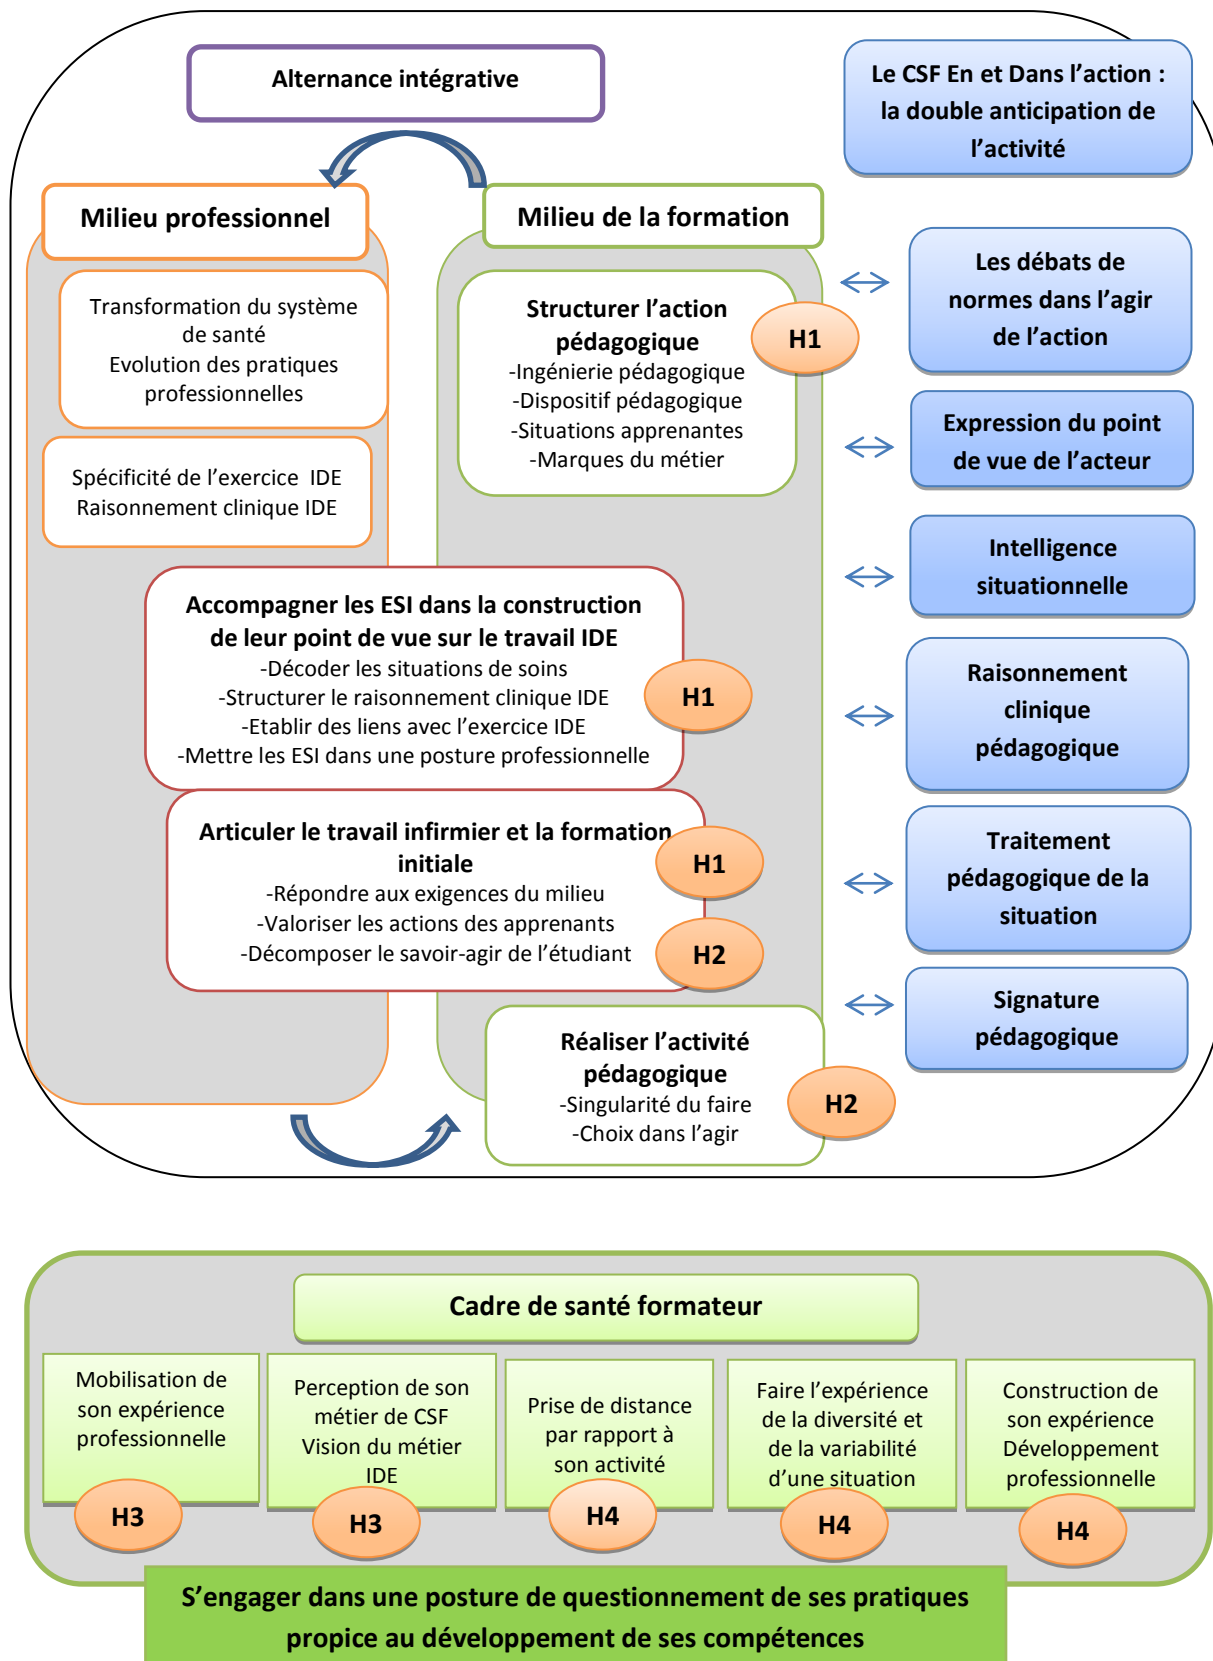 Alternance intégrative
Le CSF En et Dans l’action :
la double anticipation de
l’activité
Milieu professionnel
Milieu de la formation
Transformation du système
de santé
Evolution des pratiques
professionnelles
Spécificité de l’exercice IDE
Raisonnement clinique IDE
Structurer l’action
pédagogique
-Ingénierie pédagogique
-Dispositif pédagogique
-Situations apprenantes
-Marques du métier
H1
Les débats de
normes dans l’agir
de l’action
Expression du point
de vue de l’acteur
Intelligence
situationnelle
Accompagner les ESI dans la construction
de leur point de vue sur le travail IDE
-Décoder les situations de soins
-Structurer le raisonnement clinique IDE
-Etablir des liens avec l’exercice IDE
-Mettre les ESI dans une posture professionnelle
H1
Raisonnement
clinique
pédagogique
Articuler le travail infirmier et la formation
initiale
-Répondre aux exigences du milieu
-Valoriser les actions des apprenants
-Décomposer le savoir-agir de l’étudiant
H1
H2
Traitement
pédagogique de la
situation
Signature
pédagogique
Réaliser l’activité
pédagogique
-Singularité du faire
-Choix dans l’agir
H2
Cadre de santé formateur
Mobilisation de
son expérience
professionnelle
H3
Perception de son
métier de CSF
Vision du métier
IDE
H3
Prise de distance
par rapport à
son activité
H4
Faire l’expérience
de la diversité et
de la variabilité
d’une situation
H4
Construction de
son expérience
Développement
professionnelle
H4
S’engager dans une posture de questionnement de ses pratiques
propice au développement de ses compétences